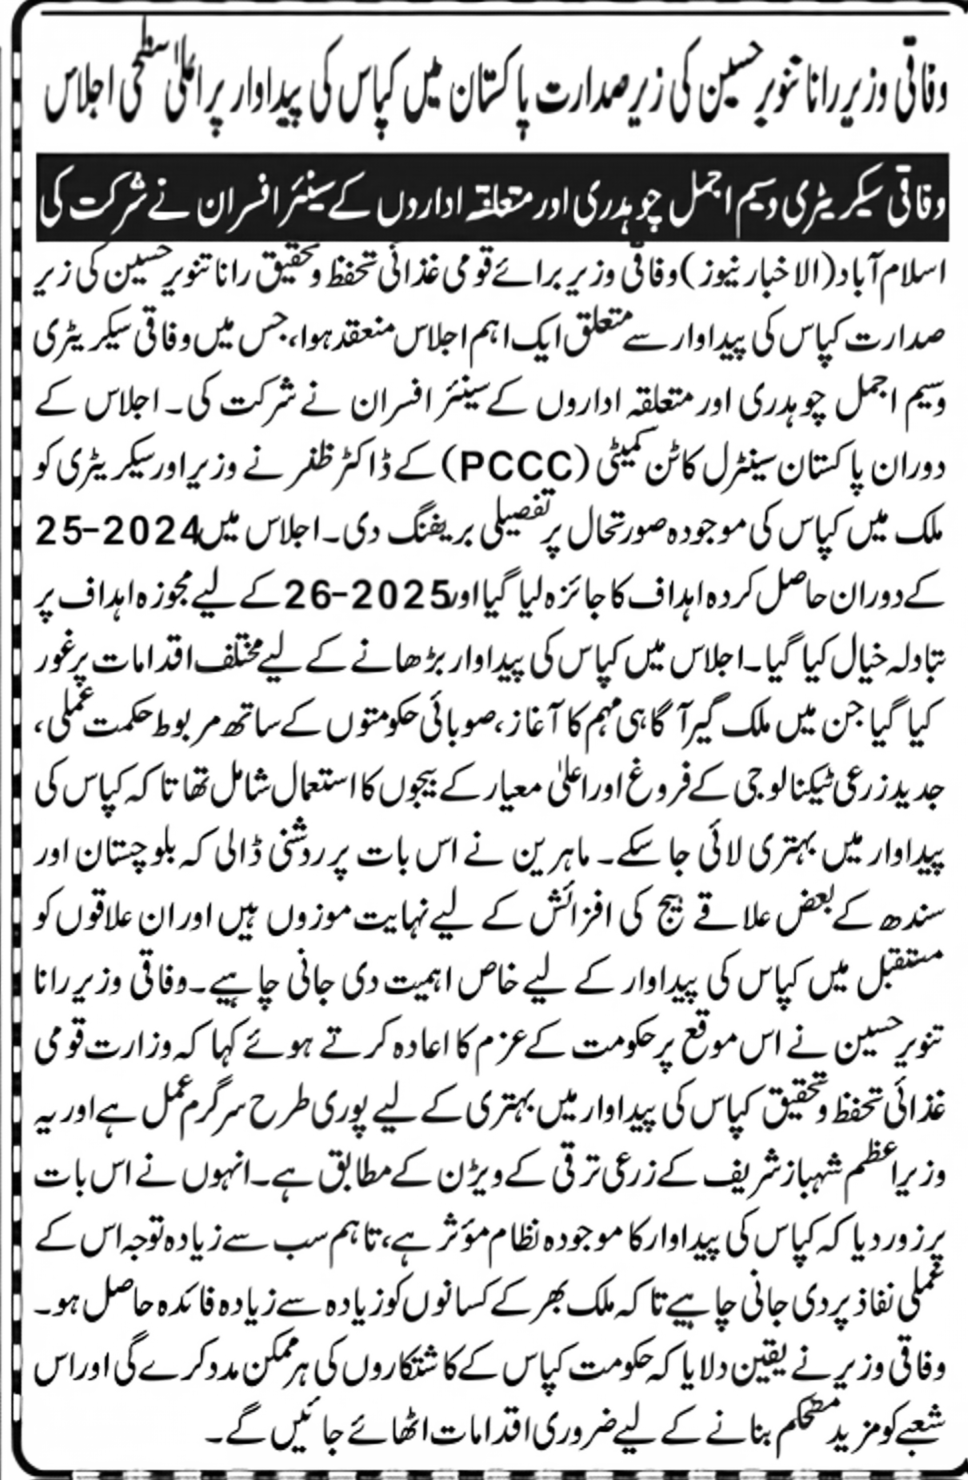 وفاقی وزیر رانا تنویر حسین کی زیر صدارت پاکستان میں کپاس کی پیداوار پر اعلیٰ سطحی اجلاس
وفاقی سیکریٹری وسیم اجمل چوہدری اور متعلقہ اداروں کے سینئر افسران نے شرکت کی
اسلام آباد (الاخبار نیوز) وفاقی وزیر برائے قومی غذائی تحفظ و تحقیق رانا تنویر حسین کی زیر
صدارت کپاس کی پیداوار سے متعلق ایک اہم اجلاس منعقد ہوا، جس میں وفاقی سیکریٹری
وسیم اجمل چوہدری اور متعلقہ اداروں کے سینئر افسران نے شرکت کی۔ اجلاس کے
دوران پاکستان سینٹرل کاٹن کمیٹی (PCCC) کے ڈاکٹر ظفر نے وزیر اور سیکریٹری کو
ملک میں کپاس کی موجودہ صورتحال پر تفصیلی بریفنگ دی۔ اجلاس میں 2024-25
کے دوران حاصل کردہ اہداف کا جائزہ لیا گیا اور 2025-26 کے لیے مجوزہ اہداف پر
تبادلہ خیال کیا گیا۔ اجلاس میں کپاس کی پیداوار بڑھانے کے لیے مختلف اقدامات پر غور
کیا گیا جن میں ملک گیر آگاہی مہم کا آغاز، صوبائی حکومتوں کے ساتھ مربوط حکمت عملی،
جدید زرعی ٹیکنالوجی کے فروغ اور اعلیٰ معیار کے بیجوں کا استعمال شامل تھا تاکہ کپاس کی
پیداوار میں بہتری لائی جا سکے۔ ماہرین نے اس بات پر روشنی ڈالی کہ بلوچستان اور
سندھ کے بعض علاقے بیج کی افزائش کے لیے نہایت موزوں ہیں اور ان علاقوں کو
مستقبل میں کپاس کی پیداوار کے لیے خاص اہمیت دی جانی چاہیے۔ وفاقی وزیر رانا
تنویر حسین نے اس موقع پر حکومت کے عزم کا اعادہ کرتے ہوئے کہا کہ وزارت قومی
غذائی تحفظ و تحقیق کپاس کی پیداوار میں بہتری کے لیے پوری طرح سرگرم عمل ہے اور یہ
وزیر اعظم شہباز شریف کے زرعی ترقی کے ویژن کے مطابق ہے۔ انہوں نے اس بات
پر زور دیا کہ کپاس کی پیداوار کا موجودہ نظام مؤثر ہے، تاہم سب سے زیادہ توجہ اس کے
عملی نفاذ پر دی جانی چاہیے تاکہ ملک بھر کے کسانوں کو زیادہ سے زیادہ فائدہ حاصل ہو۔
وفاقی وزیر نے یقین دلایا کہ حکومت کپاس کے کاشتکاروں کی ہر ممکن مدد کرے گی اور اس
شعبے کو مزید مستحکم بنانے کے لیے ضروری اقدامات اٹھائے جائیں گے۔